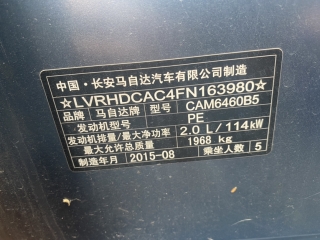 中国·长安马自达汽车有限公司制造
☆LVRHDCAC4FN163980☆
品牌 马自达牌 型号 CAM6460B5
发动机型号 PE
发动机排量/最大净功率 2.0 L/114kW
最大允许总质量 1968 kg
制造年月 2015-08 乘坐人数 5